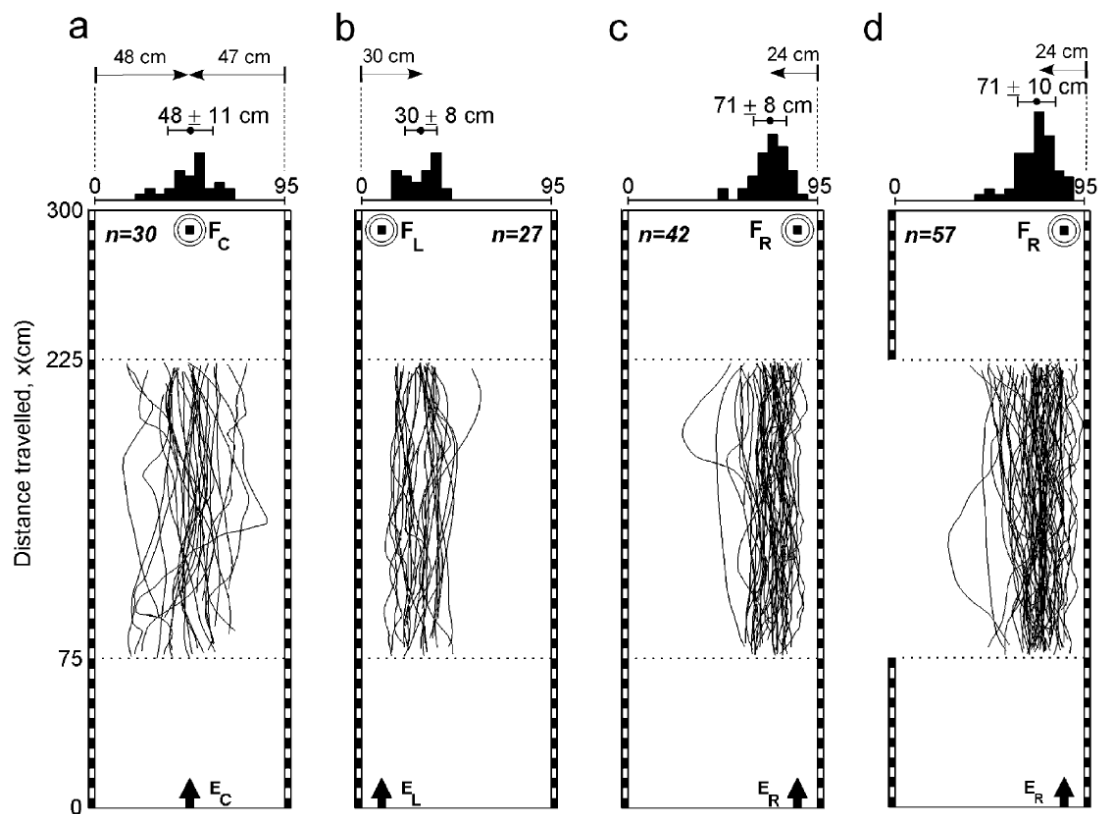 a b c d
48 cm 47 cm 30 cm 24 cm 24 cm
48 ± 11 cm 30 ± 8 cm 71 ± 8 cm 71 ± 10 cm
0 95 0 95 0 95 0 95
300
n=30 F_C F_L n=27 n=42 F_R n=57 F_R
225
Distance travelled, x(cm)
75
0
E_C E_L E_R E_R